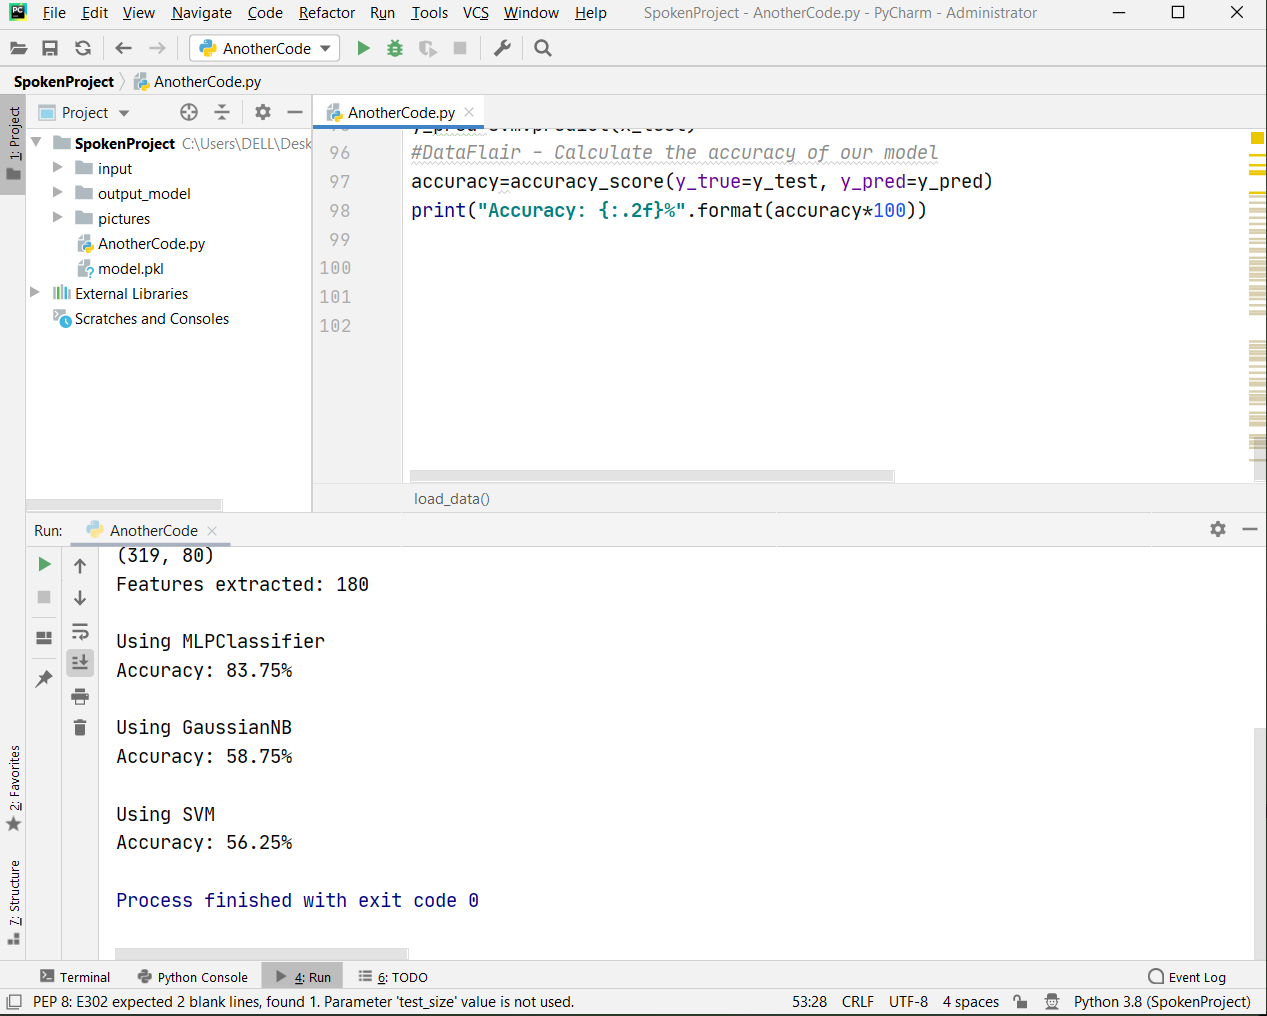 File Edit View Navigate Code Refactor Run Tools VCS Window Help SpokenProject - AnotherCode.py - PyCharm - Administrator
AnotherCode
SpokenProject AnotherCode.py
1: Project
Project
SpokenProject C:\Users\DELL\Desk
input
output_model
pictures
AnotherCode.py
model.pkl
External Libraries
Scratches and Consoles
AnotherCode.py
96 #DataFlair - Calculate the accuracy of our model
97 accuracy=accuracy_score(y_true=y_test, y_pred=y_pred)
98 print("Accuracy: {:.2f}%".format(accuracy*100))
99
100
101
102
load_data()
Run: AnotherCode
(319, 80)
Features extracted: 180
Using MLPClassifier
Accuracy: 83.75%
Using GaussianNB
Accuracy: 58.75%
Using SVM
Accuracy: 56.25%
Process finished with exit code 0
2: Favorites
7: Structure
Terminal Python Console 4: Run 6: TODO Event Log
PEP 8: E302 expected 2 blank lines, found 1. Parameter 'test_size' value is not used. 53:28 CRLF UTF-8 4 spaces Python 3.8 (SpokenProject)